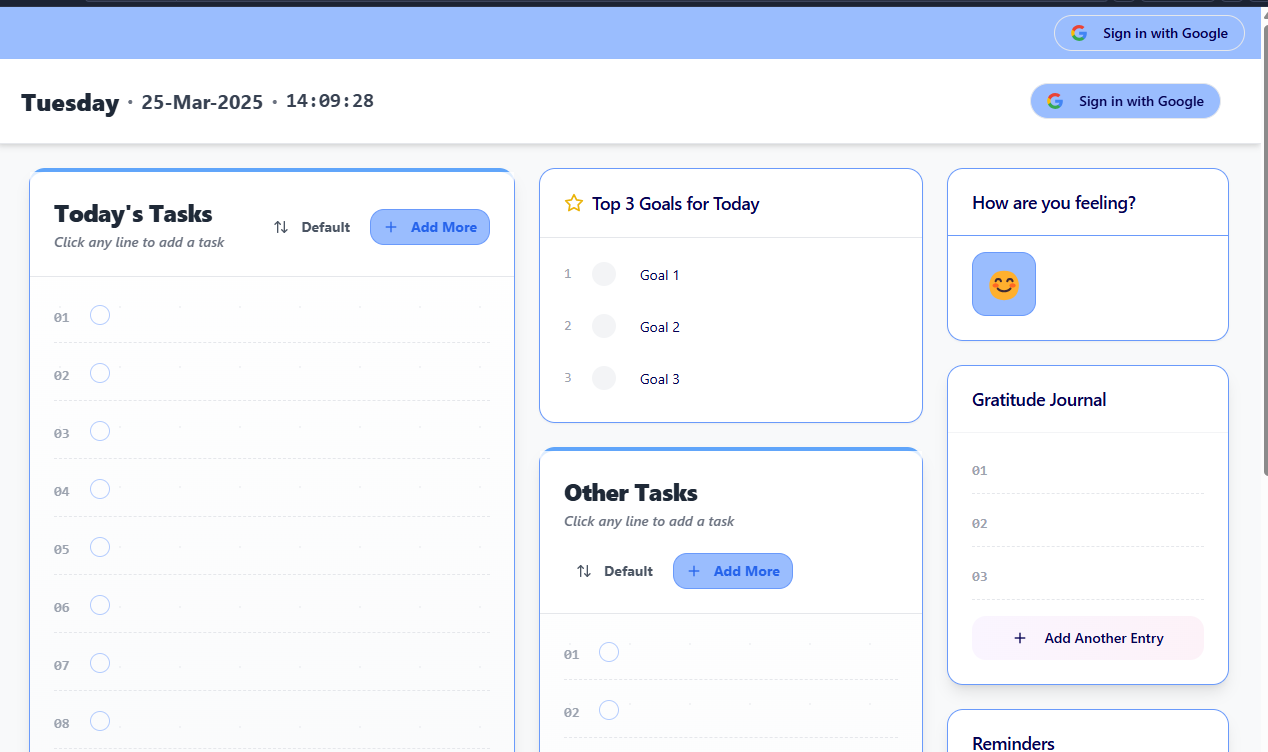 Sign in with Google
Tuesday • 25-Mar-2025 • 14:09:28
Sign in with Google
Today's Tasks
Click any line to add a task
Default
Add More
01
02
03
04
05
06
07
08
Top 3 Goals for Today
1 Goal 1
2 Goal 2
3 Goal 3
Other Tasks
Click any line to add a task
Default
Add More
01
02
How are you feeling?
Gratitude Journal
01
02
03
Add Another Entry
Reminders